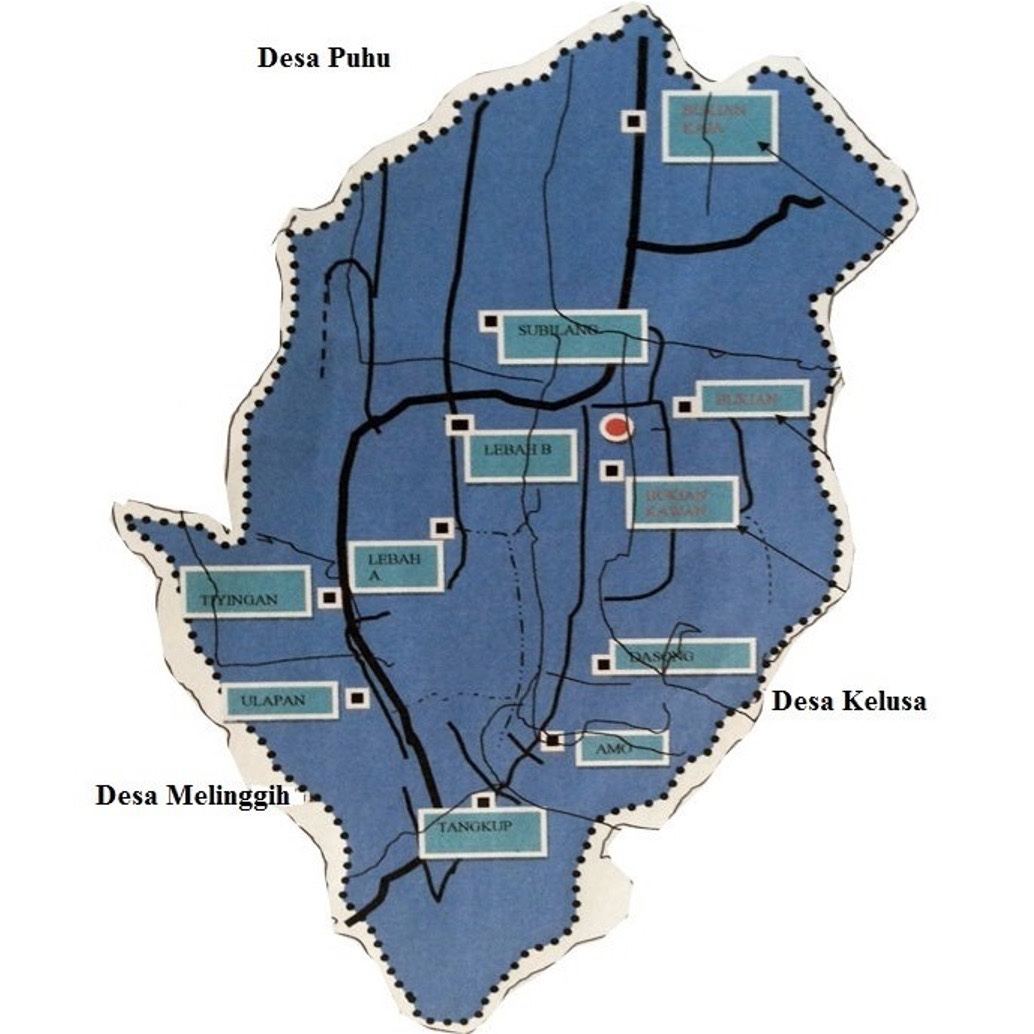 Desa Puhu
BUKIAN
KAJA
SUBILANG
BUKIAN
LEBAH B
BUKIAN
KAWAN
LEBAH
A
TIYINGAN
DASONG
ULAPAN
Desa Kelusa
AMO
Desa Melinggih
TANGKUP